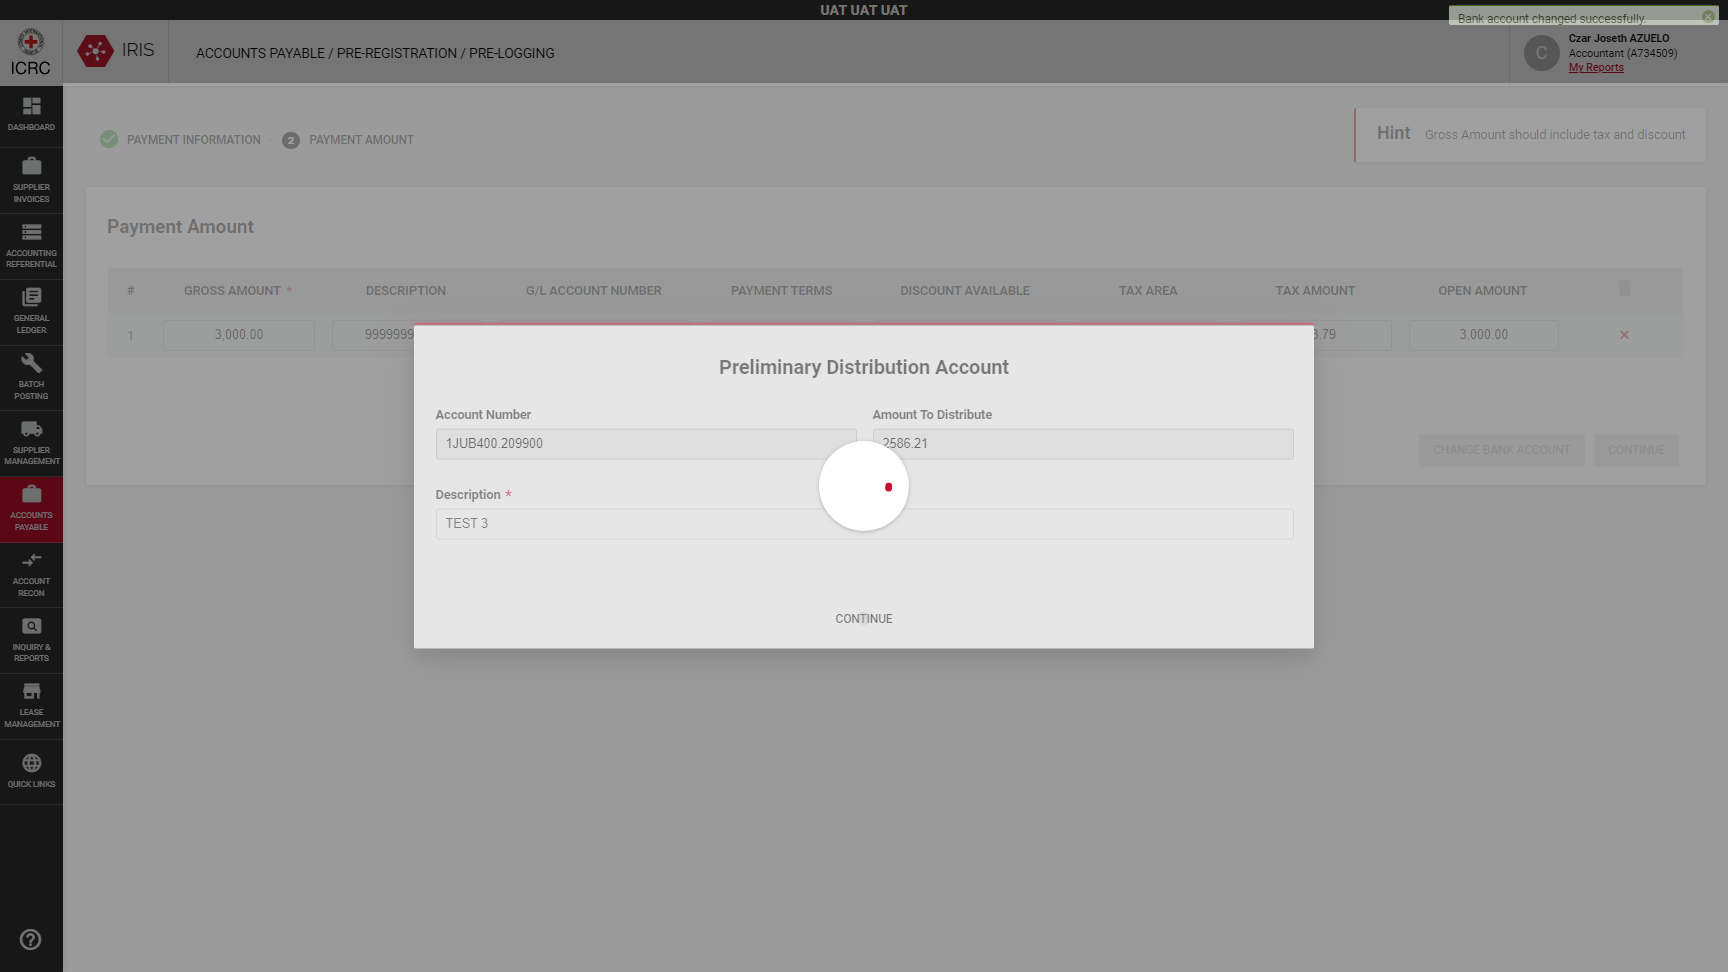 UAT UAT UAT
Bank account changed successfully.
ICRC
IRIS
ACCOUNTS PAYABLE / PRE-REGISTRATION / PRE-LOGGING
C
Czar Joseth AZUELO
Accountant (A734509)
My Reports
DASHBOARD
SUPPLIER
INVOICES
ACCOUNTING
REFERENTIAL
GENERAL
LEDGER
BATCH
POSTING
SUPPLIER
MANAGEMENT
ACCOUNTS
PAYABLE
ACCOUNT
RECON
INQUIRY &
REPORTS
LEASE
MANAGEMENT
QUICK LINKS
PAYMENT INFORMATION
2 PAYMENT AMOUNT
Hint Gross Amount should include tax and discount
Payment Amount
# GROSS AMOUNT * DESCRIPTION G/L ACCOUNT NUMBER PAYMENT TERMS DISCOUNT AVAILABLE TAX AREA TAX AMOUNT OPEN AMOUNT
1 3,000.00 9999999 3.79 3,000.00
CHANGE BANK ACCOUNT CONTINUE
Preliminary Distribution Account
Account Number Amount To Distribute
1JUB400.209900 2586.21
Description *
TEST 3
CONTINUE